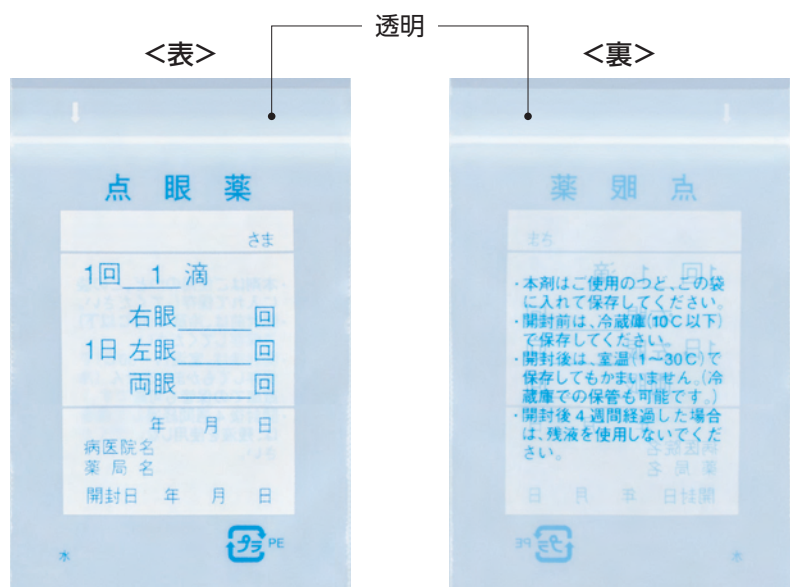 透明
<表>
点眼薬
さま
1回 1 滴
右眼 回
1日 左眼 回
両眼 回
年 月 日
病医院名
薬局名
開封日 年 月 日
プラ PE
水
<裏>
・本剤はご使用のつど、この袋
に入れて保存してください。
・開封前は、冷蔵庫(10℃以下)
で保存してください。
・開封後は、室温(1〜30℃)で
保存してもかまいません。(冷
蔵庫での保管も可能です。)
・開封後4週間経過した場合
は、残液を使用しないでくだ
さい。